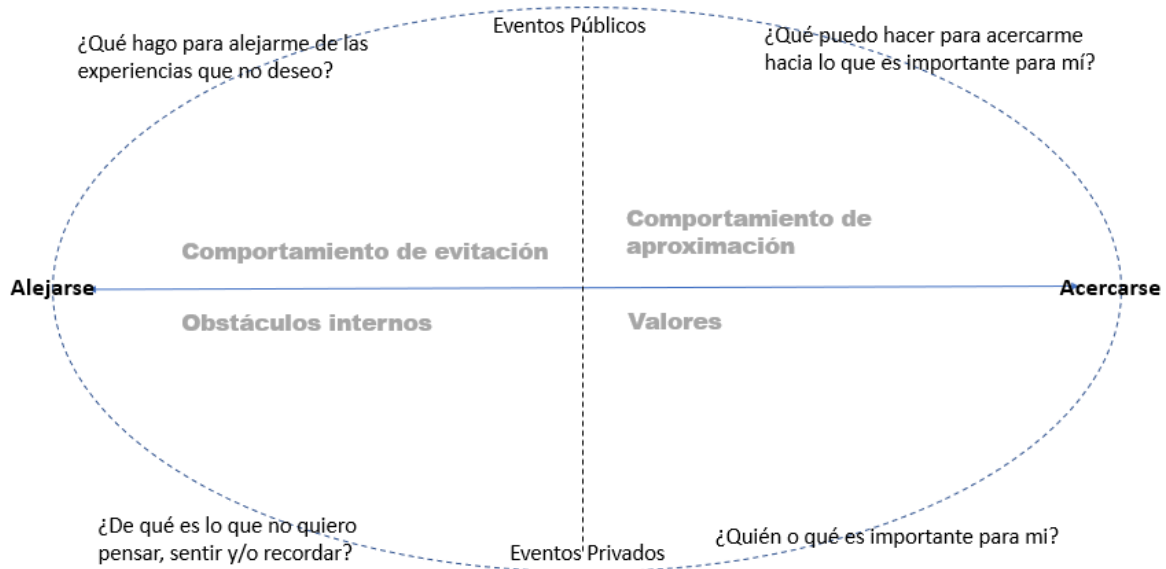 Eventos Públicos
¿Qué hago para alejarme de las
experiencias que no deseo?
¿Qué puedo hacer para acercarme
hacia lo que es importante para mí?
Comportamiento de evitación
Comportamiento de
aproximación
Alejarse
Acercarse
Obstáculos internos
Valores
¿De qué es lo que no quiero
pensar, sentir y/o recordar?
¿Quién o qué es importante para mi?
Eventos Privados